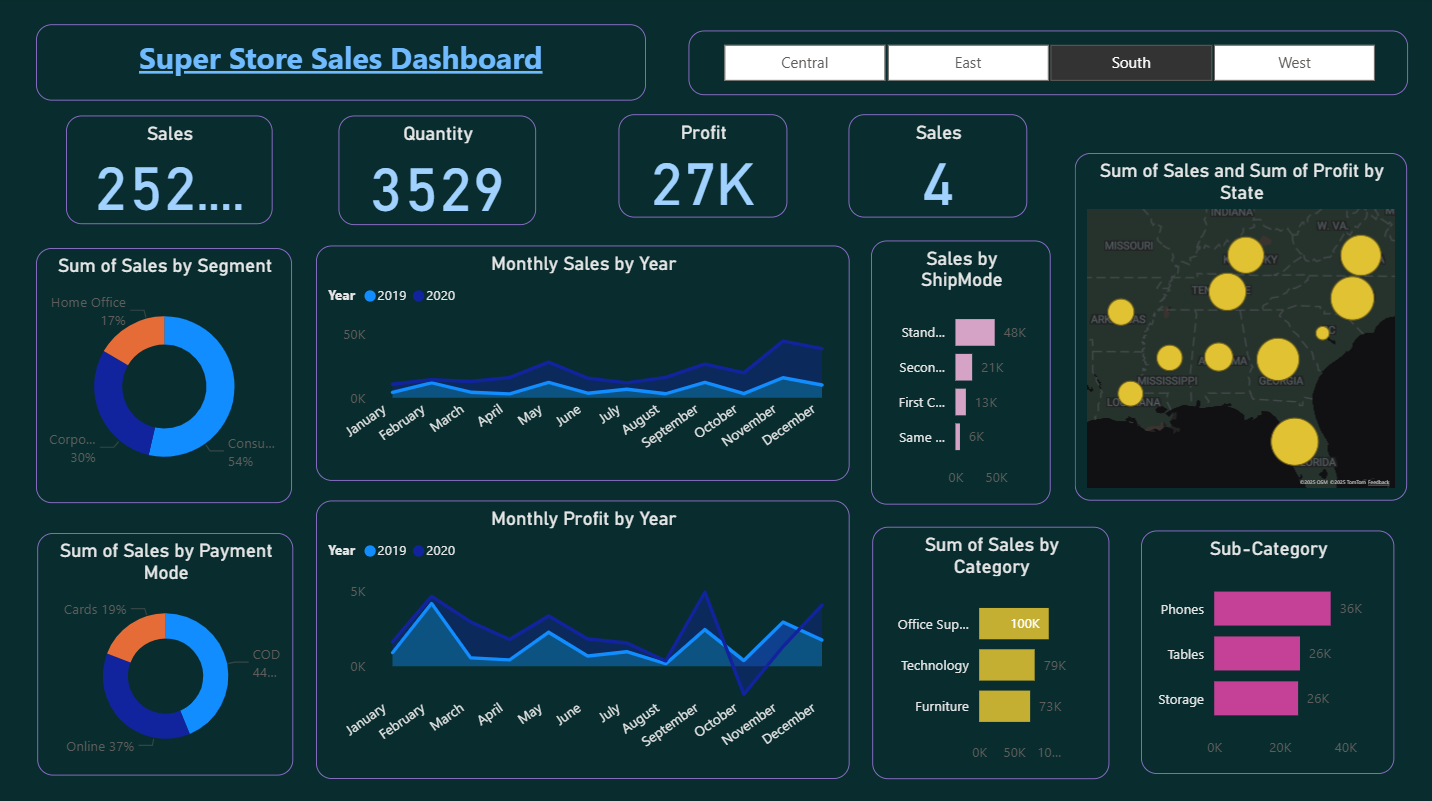 Super Store Sales Dashboard
Central
East
South
West
Sales
252....
Quantity
3529
Profit
27K
Sales
4
Sum of Sales and Sum of Profit by
State
INDIANA
W. VA.
MISSOURI
KY
MISSISSIPPI
GEORGIA
©2025 OSM ©2025 TomTom Feedback
Sum of Sales by Segment
Home Office
17%
Corpo...
30%
Consu...
54%
Monthly Sales by Year
Year 2019 2020
50K
0K
January
February
March
April
May
June
July
August
September
October
November
December
Sales by
ShipMode
Stand... 48K
Secon... 21K
First C... 13K
Same ... 6K
0K 50K
Sum of Sales by Payment
Mode
Cards 19%
COD
44...
Online 37%
Monthly Profit by Year
Year 2019 2020
5K
0K
January
February
March
April
May
June
July
August
September
October
November
December
Sum of Sales by
Category
Office Sup... 100K
Technology 79K
Furniture 73K
0K 50K 10...
Sub-Category
Phones 36K
Tables 26K
Storage 26K
0K 20K 40K